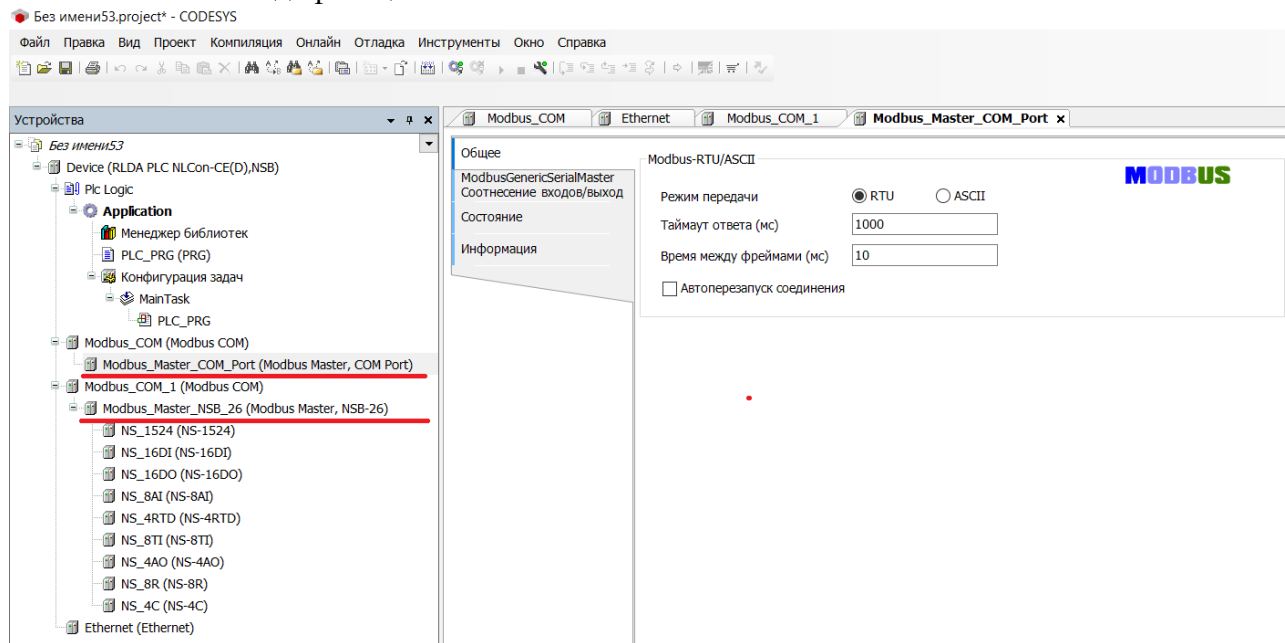 Без имени53.project* - CODESYS
Файл Правка Вид Проект Компиляция Онлайн Отладка Инструменты Окно Справка
Устройства
Без имени53
Device (RLDA PLC NLCon-CE(D),NSB)
Plc Logic
Application
Менеджер библиотек
PLC_PRG (PRG)
Конфигурация задач
MainTask
PLC_PRG
Modbus_COM (Modbus COM)
Modbus_Master_COM_Port (Modbus Master, COM Port)
Modbus_COM_1 (Modbus COM)
Modbus_Master_NSB_26 (Modbus Master, NSB-26)
NS_1524 (NS-1524)
NS_16DI (NS-16DI)
NS_16DO (NS-16DO)
NS_8AI (NS-8AI)
NS_4RTD (NS-4RTD)
NS_8TI (NS-8TI)
NS_4AO (NS-4AO)
NS_8R (NS-8R)
NS_4C (NS-4C)
Ethernet (Ethernet)
Modbus_COM Ethernet Modbus_COM_1 Modbus_Master_COM_Port
Общее
ModbusGenericSerialMaster
Соотнесение входов/выход
Состояние
Информация
Modbus-RTU/ASCII
MODBUS
Режим передачи RTU ASCII
Таймаут ответа (мс) 1000
Время между фреймами (мс) 10
Автоперезапуск соединения